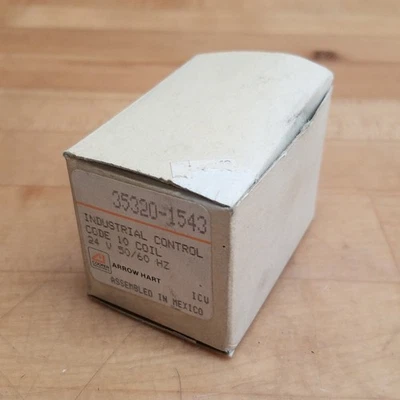 35320-1543
INDUSTRIAL CONTROL
CODE 10 COIL
24 V 50/60 HZ
ARROW HART
ICU
ASSEMBLED IN MEXICO